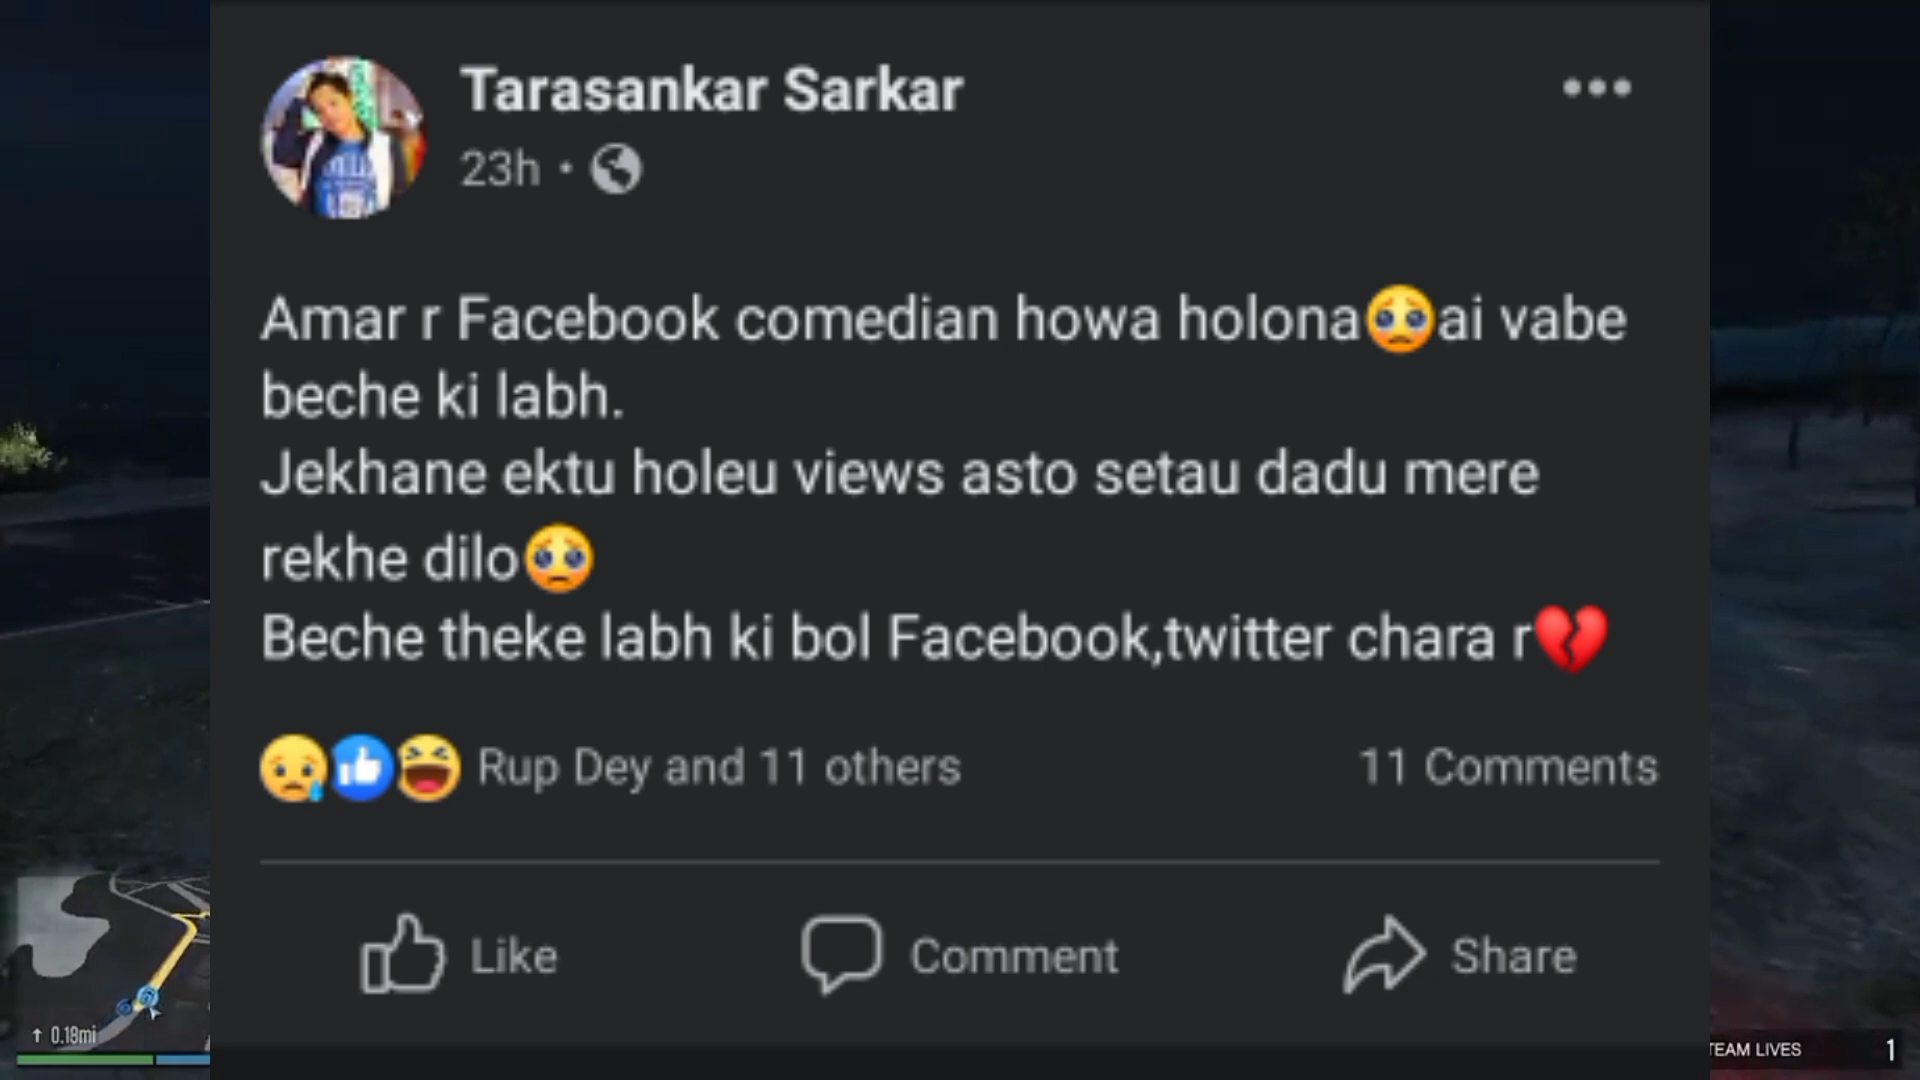 Tarasankar Sarkar
23h
Amar r Facebook comedian howa holona🥺ai vabe
beche ki labh.
Jekhane ektu holeu views asto setau dadu mere
rekhe dilo🥺
Beche theke labh ki bol Facebook,twitter chara r💔
Rup Dey and 11 others
11 Comments
Like
Comment
Share
0.18mi
TEAM LIVES
1